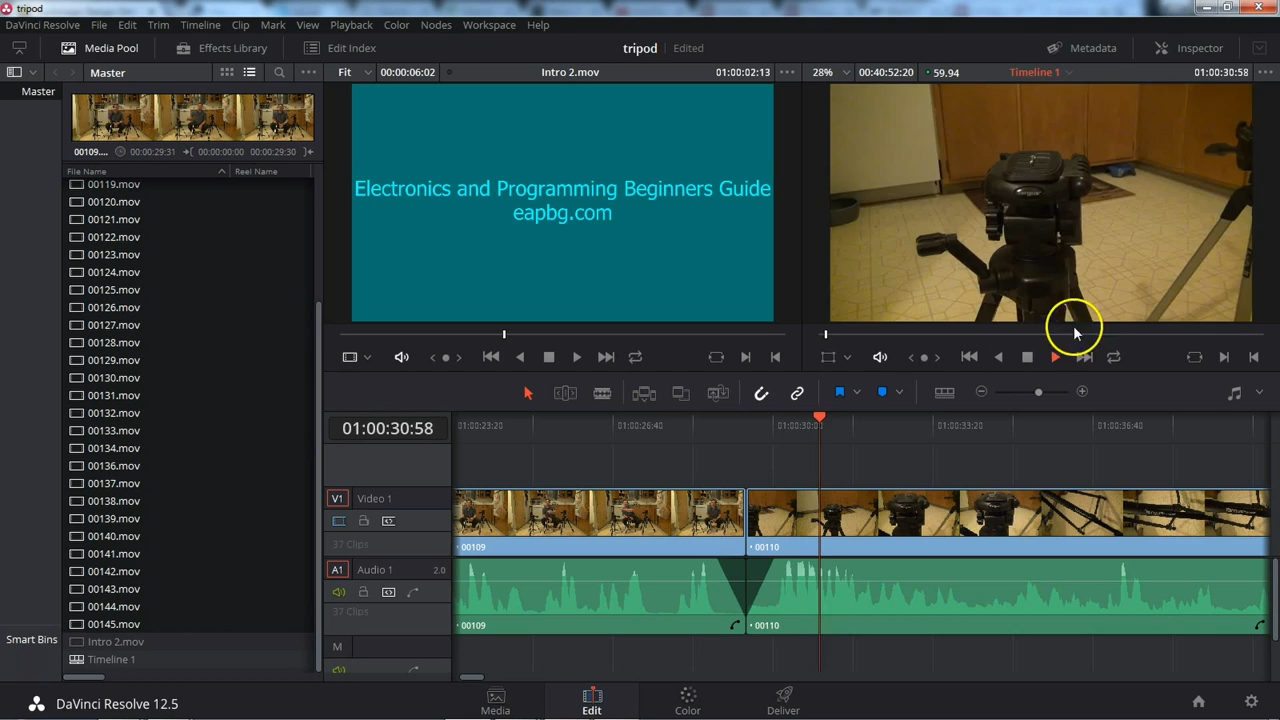 tripod
DaVinci Resolve File Edit Trim Timeline Clip Mark View Playback Color Nodes Workspace Help
Media Pool Effects Library Edit Index tripod Edited Metadata Inspector
Master Fit 00:00:06:02 Intro 2.mov 01:00:02:13 28% 00:40:52:20 59.94 Timeline 1 01:00:30:58
Master
00109.... 00:00:29:31 00:00:00:00 00:00:29:30
File Name Reel Name
00119.mov
00120.mov
00121.mov
00122.mov
00123.mov
00124.mov
00125.mov
00126.mov
00127.mov
00128.mov
00129.mov
00130.mov
00131.mov
00132.mov
00133.mov
00134.mov
00136.mov
00137.mov
00138.mov
00139.mov
00140.mov
00141.mov
00142.mov
00143.mov
00144.mov
00145.mov
Smart Bins
Intro 2.mov
Timeline 1
Electronics and Programming Beginners Guide
eapbg.com
01:00:30:58
01:00:23:20 01:00:26:40 01:00:30:00 01:00:33:20 01:00:36:40
V1 Video 1
37 Clips
00109 00110
A1 Audio 1 2.0
37 Clips
00109 00110
M
DaVinci Resolve 12.5 Media Edit Color Deliver